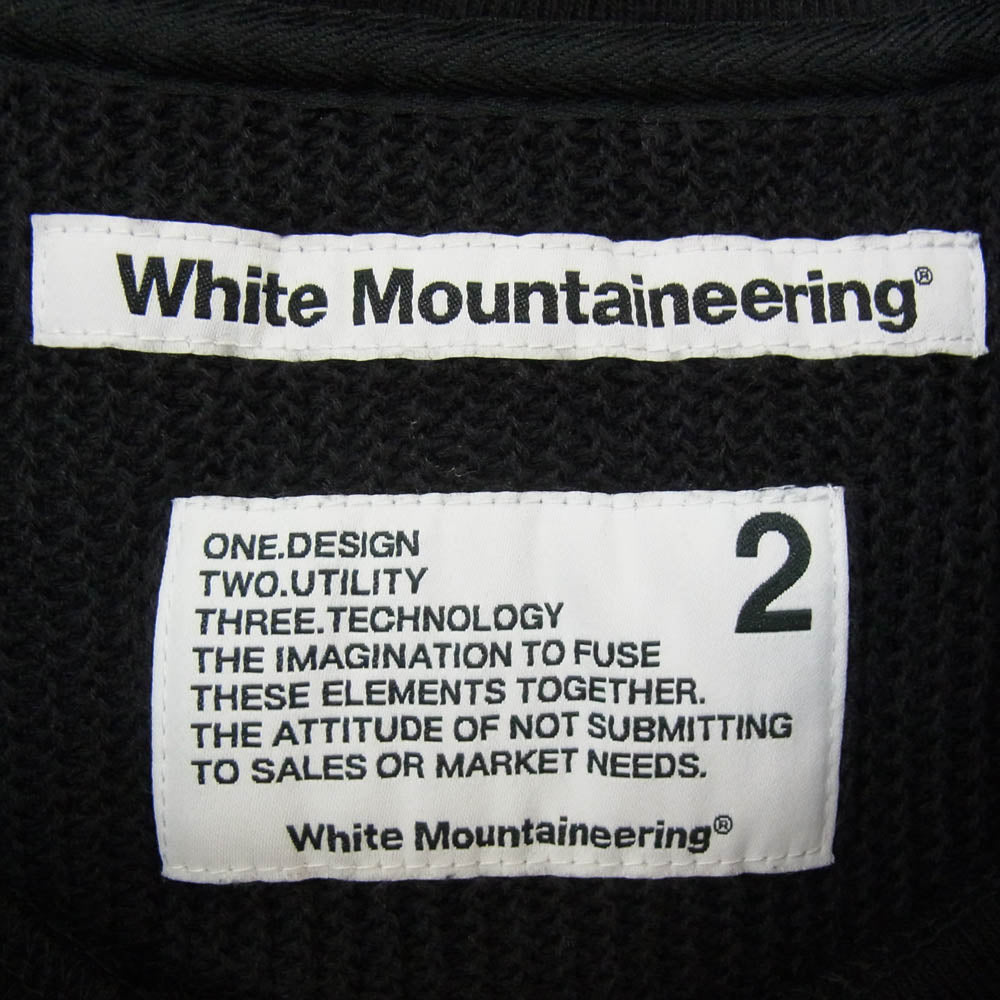 White Mountaineering®
ONE.DESIGN
2
TWO.UTILITY
THREE.TECHNOLOGY
THE IMAGINATION TO FUSE
THESE ELEMENTS TOGETHER.
THE ATTITUDE OF NOT SUBMITTING
TO SALES OR MARKET NEEDS.
White Mountaineering®